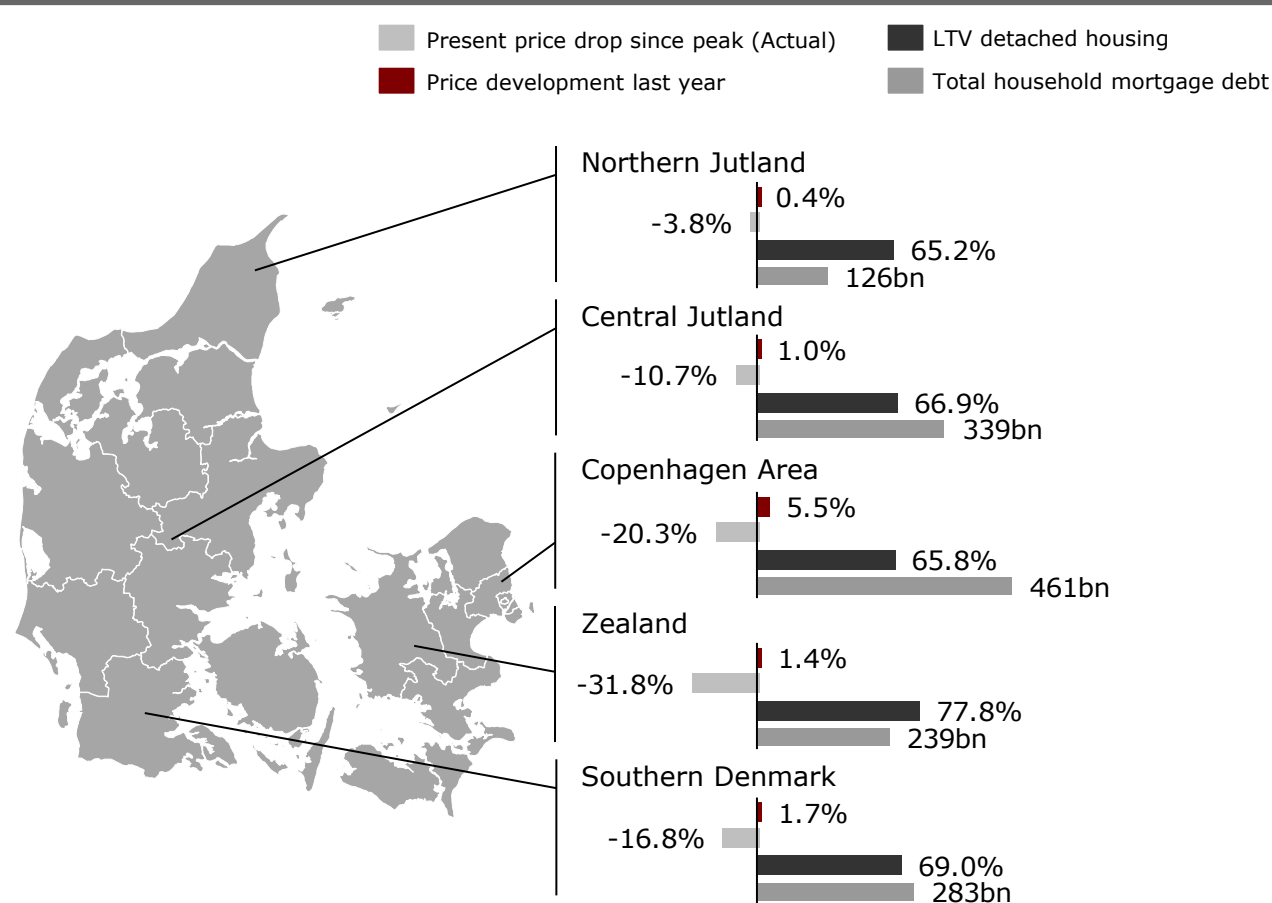 Present price drop since peak (Actual)
LTV detached housing
Price development last year
Total household mortgage debt
Northern Jutland
0.4%
-3.8%
65.2%
126bn
Central Jutland
1.0%
-10.7%
66.9%
339bn
Copenhagen Area
5.5%
-20.3%
65.8%
461bn
Zealand
1.4%
-31.8%
77.8%
239bn
Southern Denmark
1.7%
-16.8%
69.0%
283bn